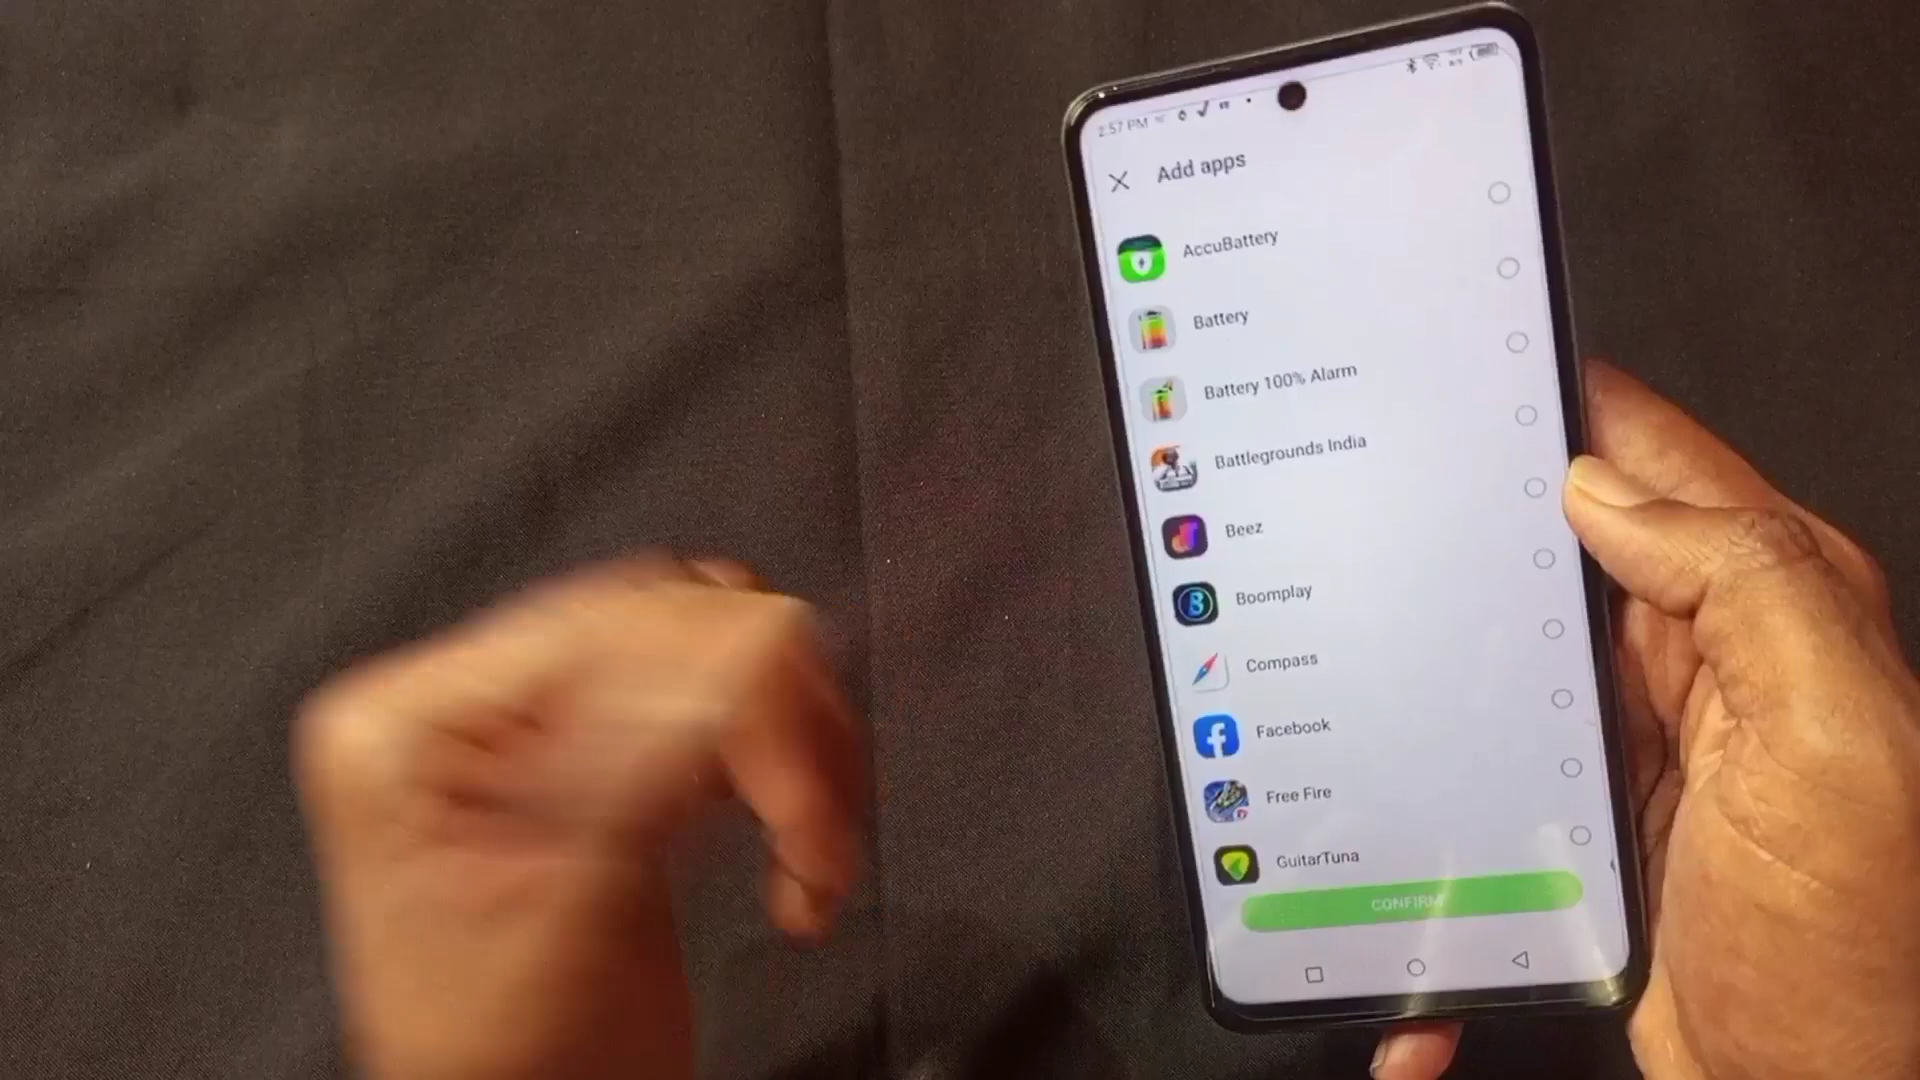 2:57 PM
Add apps
AccuBattery
Battery
Battery 100% Alarm
Battlegrounds India
Beez
Boomplay
Compass
Facebook
Free Fire
GuitarTuna
CONFIRM